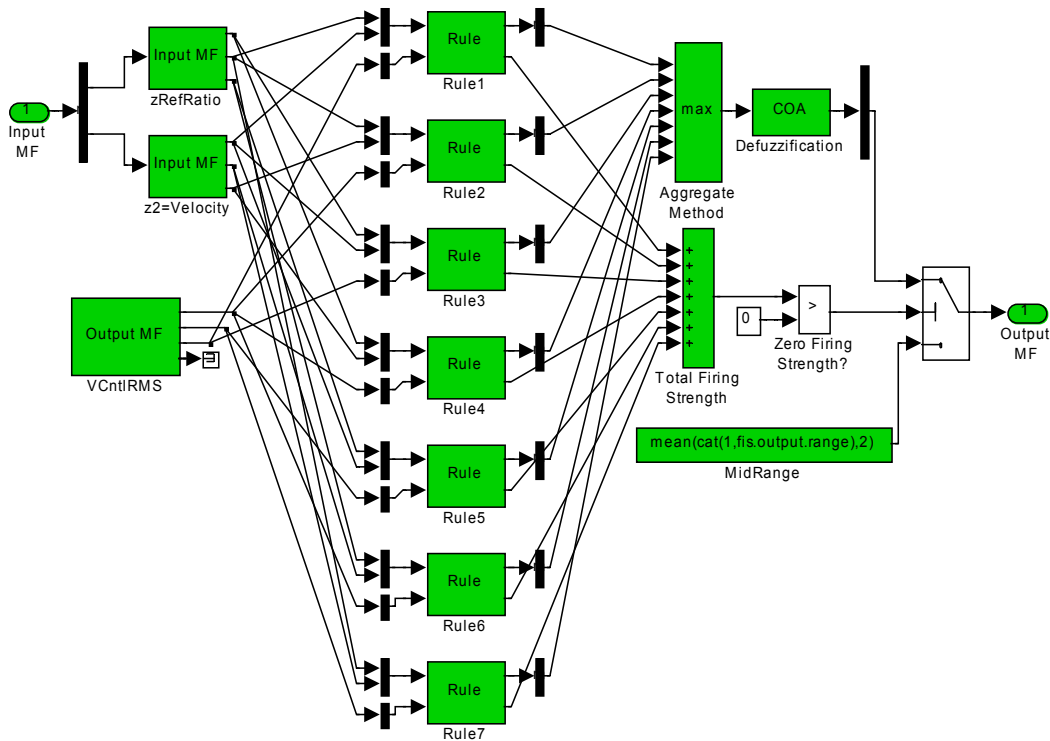 1
Input
MF
Input MF
zRefRatio
Input MF
z2=Velocity
Output MF
VCntlRMS
Rule
Rule1
Rule
Rule2
Rule
Rule3
Rule
Rule4
Rule
Rule5
Rule
Rule6
Rule
Rule7
max
Aggregate
Method
COA
Defuzzification
+
+
+
+
+
+
+
Total Firing
Strength
0
>
Zero Firing
Strength?
mean(cat(1,fis.output.range),2)
MidRange
1
Output
MF